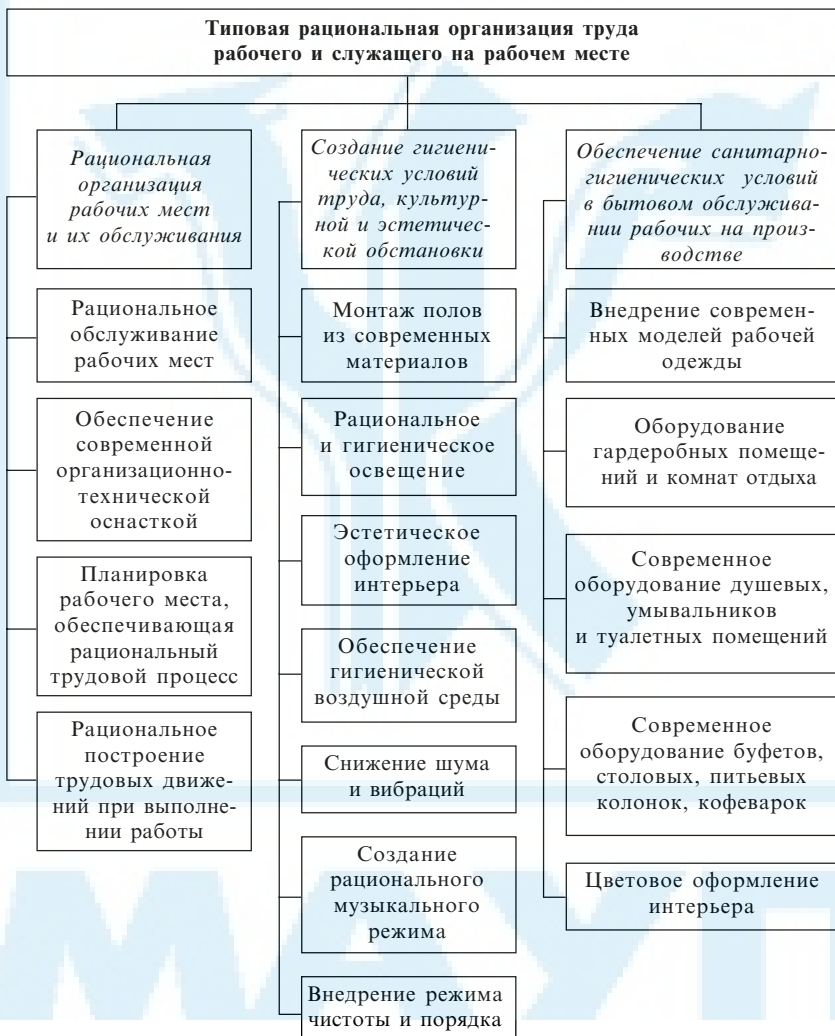 Типовая рациональная организация труда
рабочего и служащего на рабочем месте
Рациональная
организация
рабочих мест
и их обслуживания
Рациональное
обслуживание
рабочих мест
Обеспечение
современной
организационно-
технической
оснасткой
Планировка
рабочего места,
обеспечивающая
рациональный
трудовой процесс
Рациональное
построение
трудовых движе-
ний при выполне-
нии работы
Создание гигиени-
ческих условий
труда, культур-
ной и эстетичес-
кой обстановки
Монтаж полов
из современных
материалов
Рациональное
и гигиеническое
освещение
Эстетическое
оформление
интерьера
Обеспечение
гигиенической
воздушной среды
Снижение шума
и вибраций
Создание
рационального
музыкального
режима
Внедрение режима
чистоты и порядка
Обеспечение санитарно-
гигиенических условий
в бытовом обслужива-
нии рабочих на произ-
водстве
Внедрение современ-
ных моделей рабочей
одежды
Оборудование
гардеробных помеще-
ний и комнат отдыха
Современное
оборудование душевых,
умывальников
и туалетных помещений
Современное
оборудование буфетов,
столовых, питьевых
колонок, кофеварок
Цветовое оформление
интерьера
МАУП